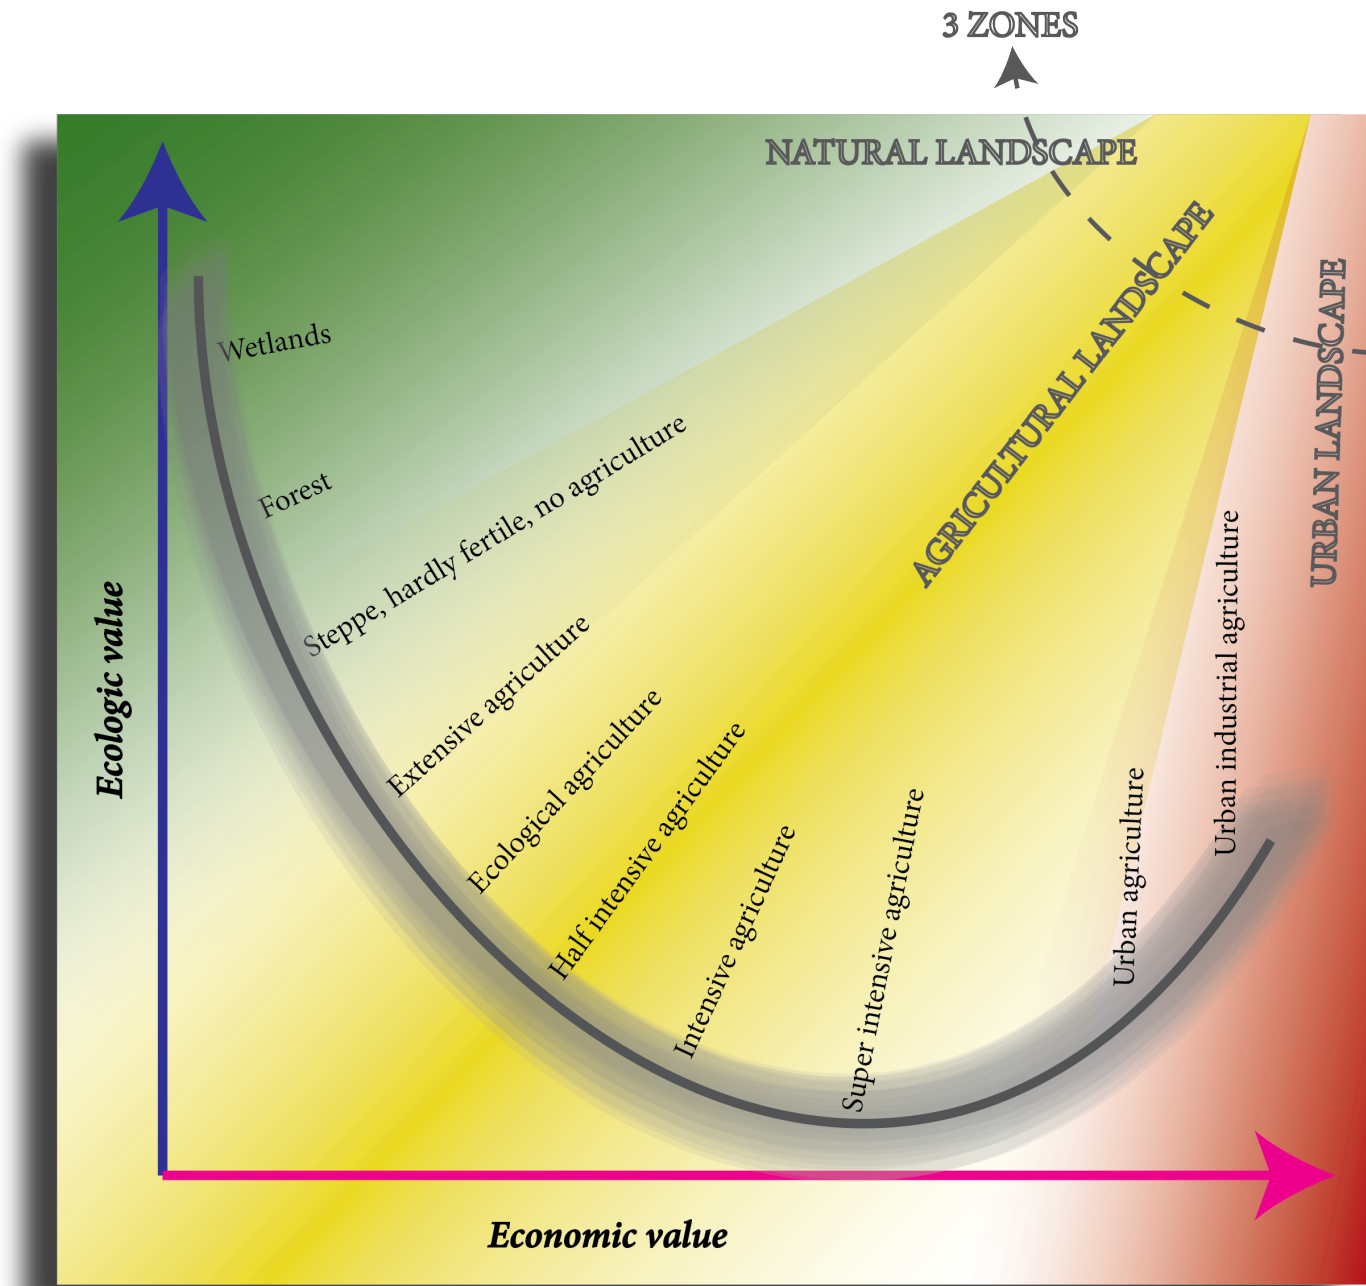 3 ZONES
NATURAL LANDSCAPE
AGRICULTURAL LANDSCAPE
URBAN LANDSCAPE
Wetlands
Forest
Steppe, hardly fertile, no agriculture
Extensive agriculture
Ecological agriculture
Half intensive agriculture
Intensive agriculture
Super intensive agriculture
Urban agriculture
Urban industrial agriculture
Ecologic value
Economic value